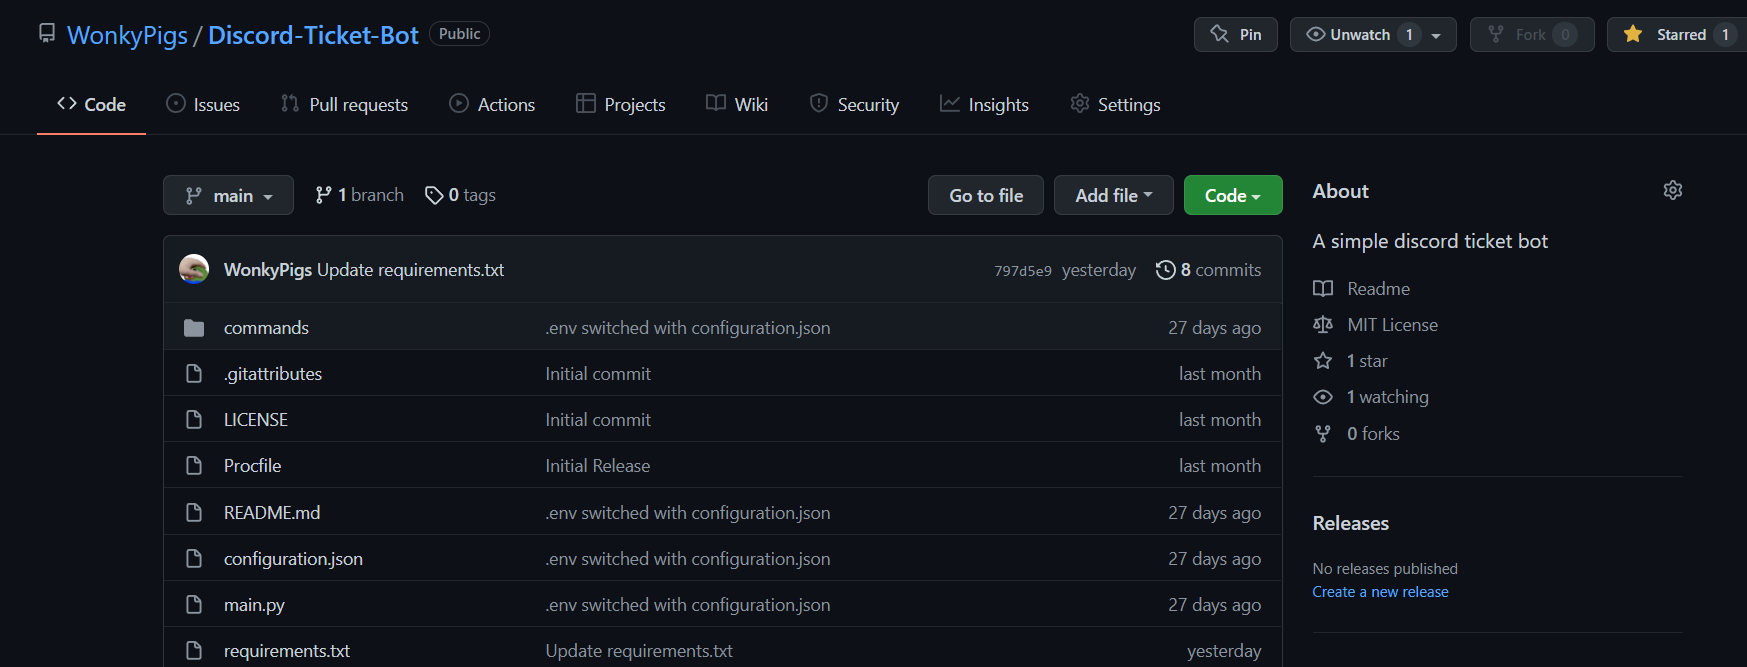 WonkyPigs / Discord-Ticket-Bot Public Pin Unwatch 1 Fork 0 Starred 1
Code Issues Pull requests Actions Projects Wiki Security Insights Settings
main 1 branch 0 tags Go to file Add file Code
WonkyPigs Update requirements.txt 797d5e9 yesterday 8 commits
commands .env switched with configuration.json 27 days ago
.gitattributes Initial commit last month
LICENSE Initial commit last month
Procfile Initial Release last month
README.md .env switched with configuration.json 27 days ago
configuration.json .env switched with configuration.json 27 days ago
main.py .env switched with configuration.json 27 days ago
requirements.txt Update requirements.txt yesterday
About
A simple discord ticket bot
Readme
MIT License
1 star
1 watching
0 forks
Releases
No releases published
Create a new release